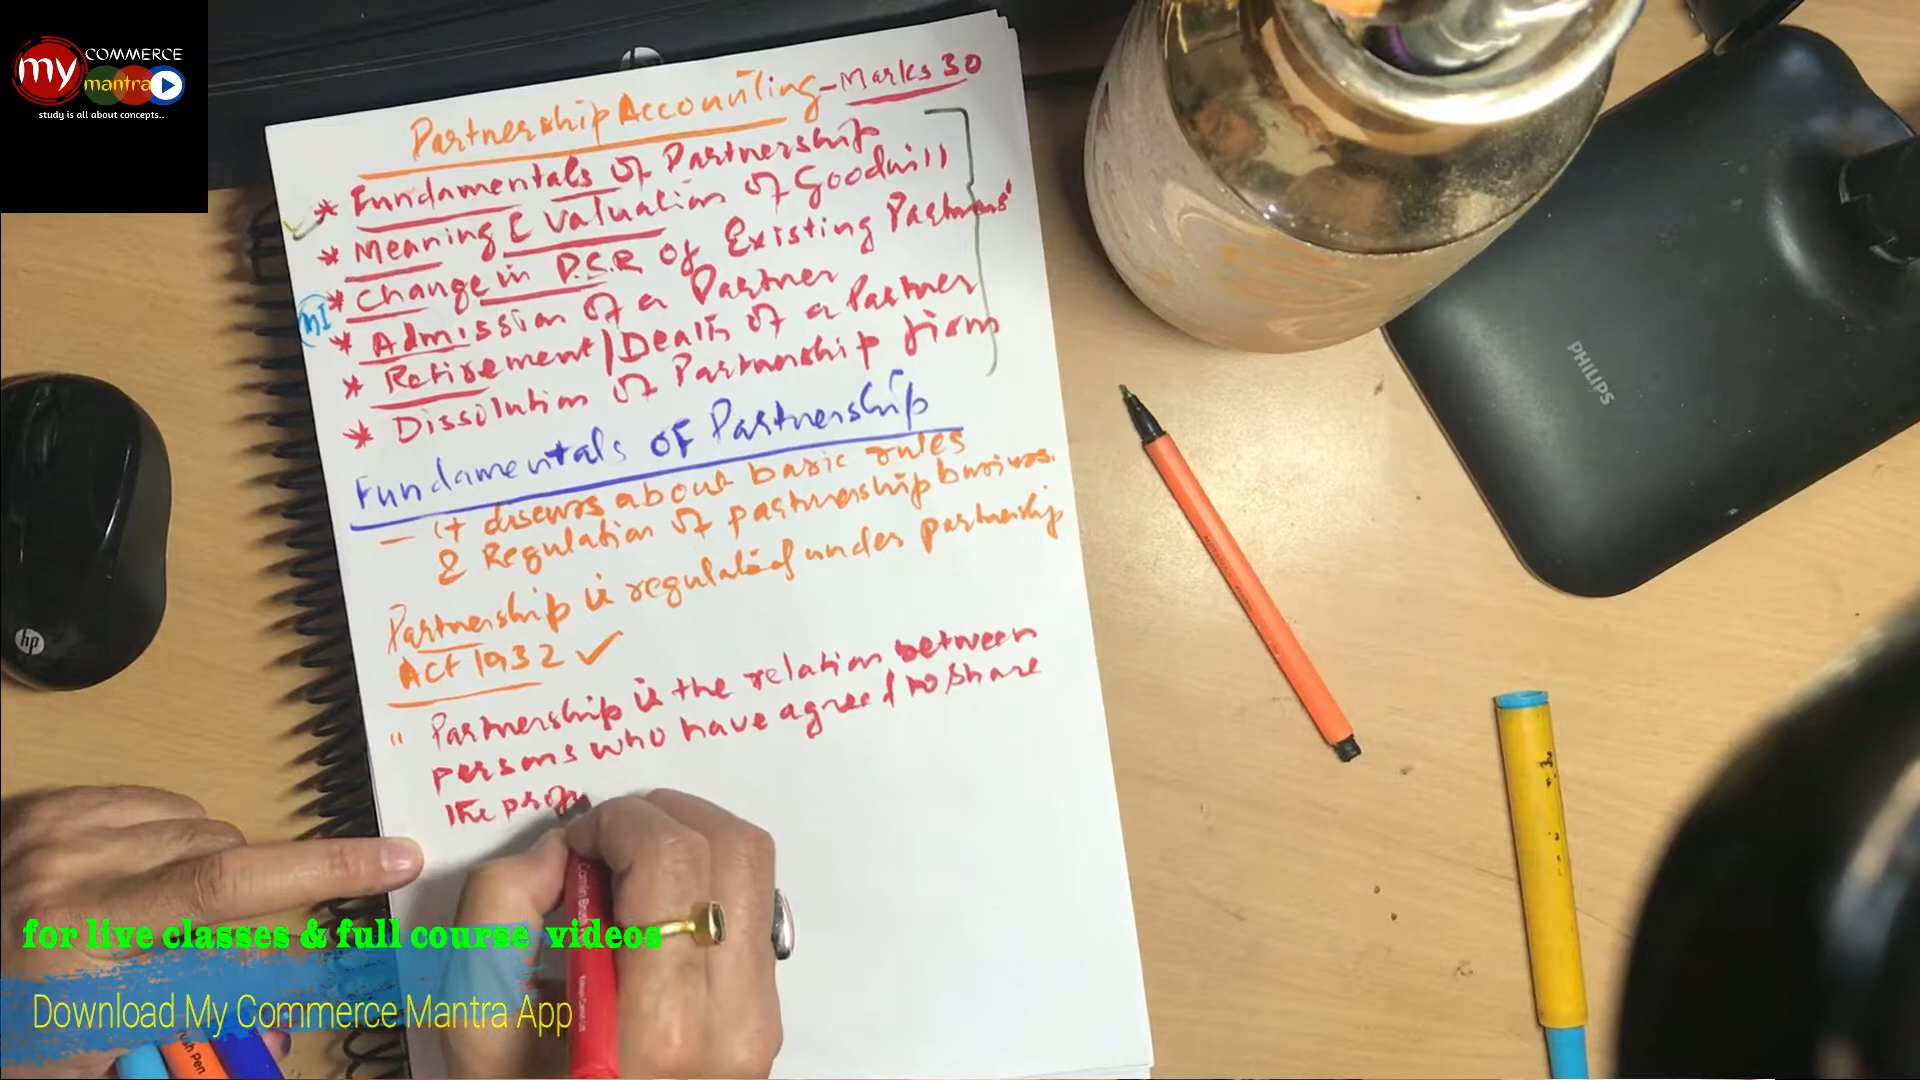 my COMMERCE
mantra
study is all about concepts..
Partnership Accounting - Marks 30
* Fundamentals of Partnership
* Meaning & Valuation of Goodwill
* Change in P.S.R of Existing Partners'
* Admission of a Partner
* Retirement/Death of a Partner
* Dissolution of Partnership firm
Fundamentals OF Partnership
- It discuss about basic rules
& Regulation of partnership business.
Partnership is regulated under partnership
Act 1932 ✓
" Partnership is the relation between
persons who have agreed to share
the prof
PHILIPS
hp
for live classes & full course videos
Download My Commerce Mantra App